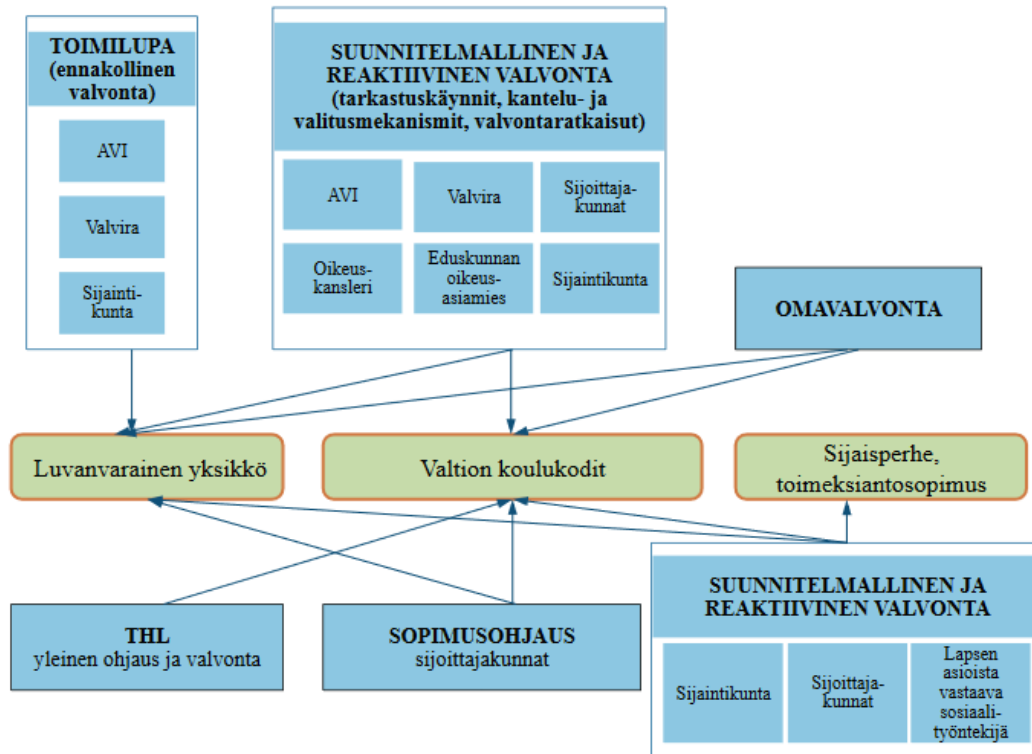 TOIMILUPA
(ennakollinen
valvonta)
AVI
Valvira
Sijainti-
kunta
SUUNNITELMALLINEN JA
REAKTIIVINEN VALVONTA
(tarkastuskäynnit, kantelu- ja
valitusmekanismit, valvontaratkaisut)
AVI
Valvira
Sijoittaja-
kunnat
Oikeus-
kansleri
Eduskunnan
oikeus-
asiamies
Sijaintikunta
OMAVALVONTA
Luvanvarainen yksikkö
Valtion koulukodit
Sijaisperhe,
toimeksiantosopimus
THL
yleinen ohjaus ja valvonta
SOPIMUSOHJAUS
sijoittajakunnat
SUUNNITELMALLINEN JA
REAKTIIVINEN VALVONTA
Sijaintikunta
Sijoittaja-
kunnat
Lapsen
asioista
vastaava
sosiaali-
työntekijä